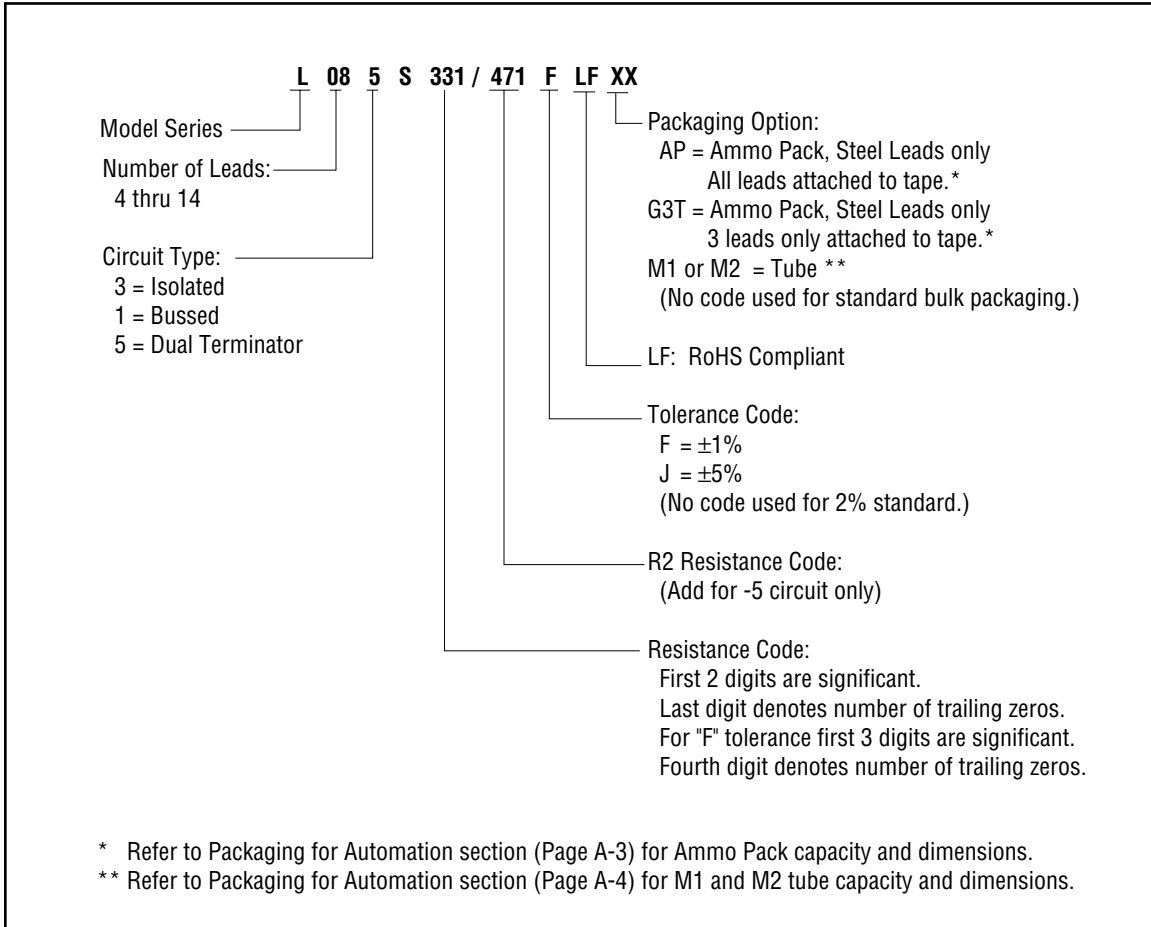 L 08 5 S 331 / 471 F LF XX
Model Series
Number of Leads:
4 thru 14
Circuit Type:
3 = Isolated
1 = Bussed
5 = Dual Terminator
Packaging Option:
AP = Ammo Pack, Steel Leads only
All leads attached to tape.*
G3T = Ammo Pack, Steel Leads only
3 leads only attached to tape.*
M1 or M2 = Tube **
(No code used for standard bulk packaging.)
LF: RoHS Compliant
Tolerance Code:
F = ±1%
J = ±5%
(No code used for 2% standard.)
R2 Resistance Code:
(Add for -5 circuit only)
Resistance Code:
First 2 digits are significant.
Last digit denotes number of trailing zeros.
For "F" tolerance first 3 digits are significant.
Fourth digit denotes number of trailing zeros.
* Refer to Packaging for Automation section (Page A-3) for Ammo Pack capacity and dimensions.
** Refer to Packaging for Automation section (Page A-4) for M1 and M2 tube capacity and dimensions.